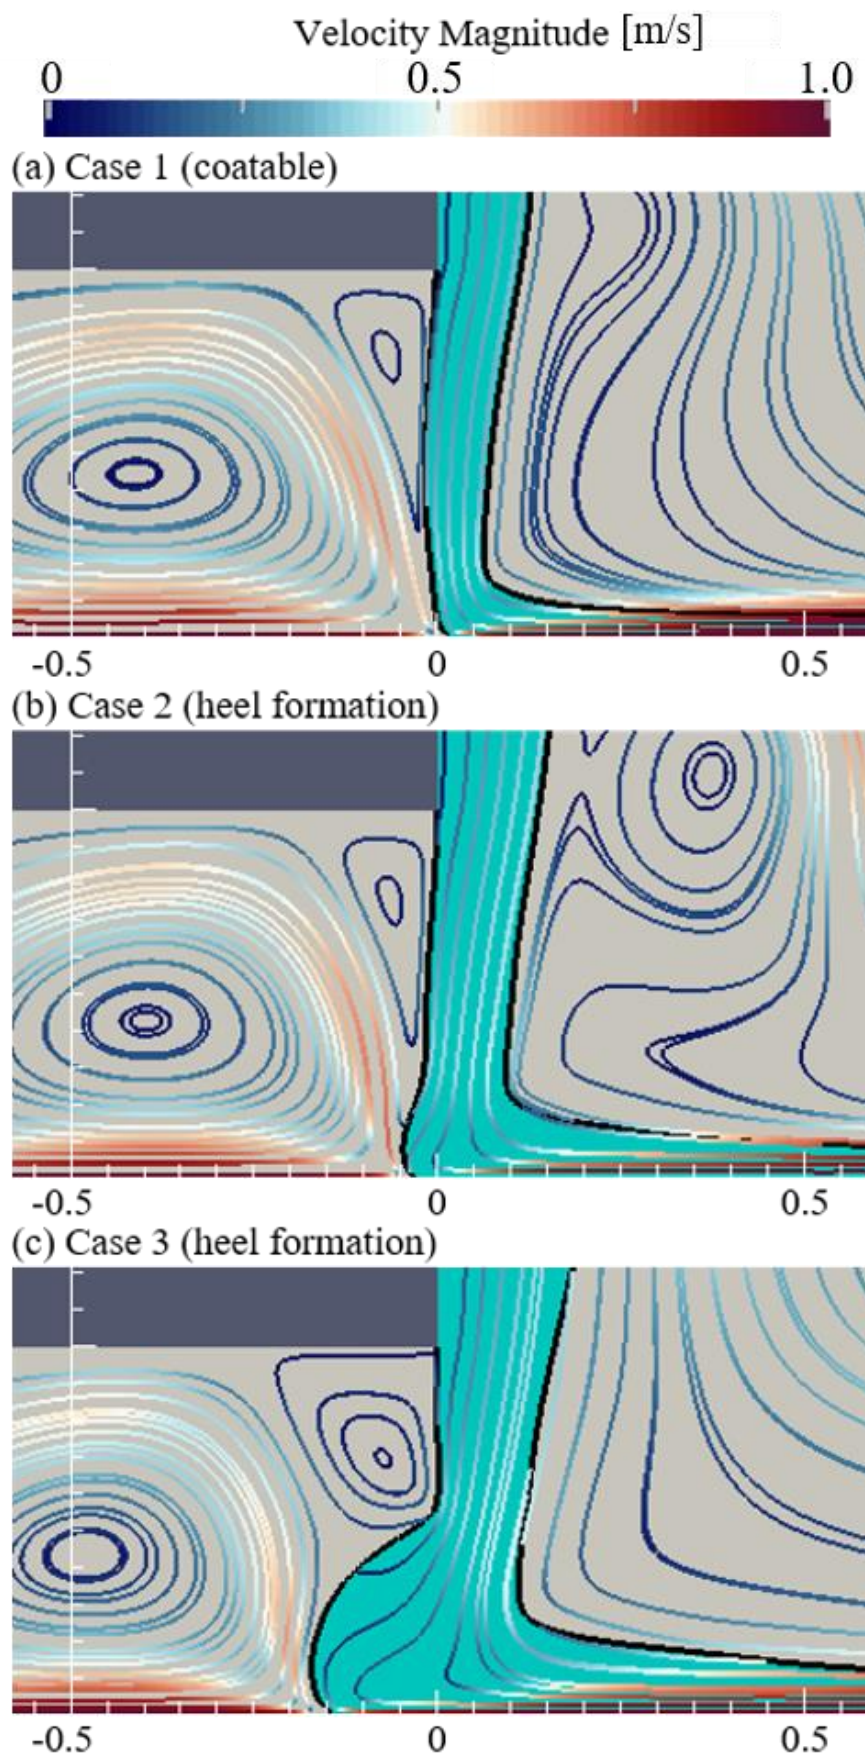 Velocity Magnitude [m/s]
0 0.5 1.0
(a) Case 1 (coatable)
-0.5 0 0.5
(b) Case 2 (heel formation)
-0.5 0 0.5
(c) Case 3 (heel formation)
-0.5 0 0.5